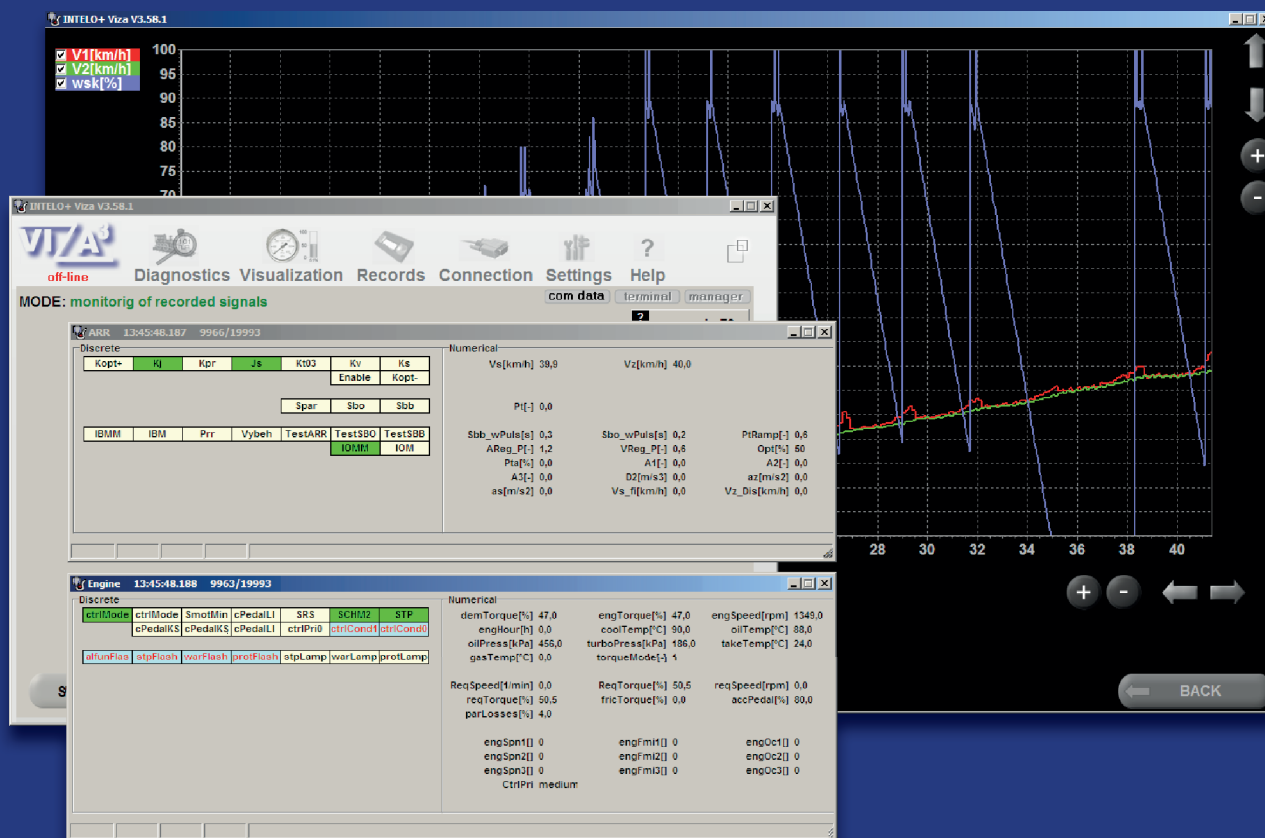 INTELO+ Viza V3.58.1
V1[km/h]
V2[km/h]
wsk[%]
100
95
90
85
80
75
70
28 30 32 34 36 38 40
+ -
+
-
BACK
INTELO+ Viza V3.58.1
VIZA3
off-line
Diagnostics Visualization Records Connection Settings Help
MODE: monitorig of recorded signals
com data terminal manager
?
ARR 13:45:48.187 9966/19993
Discrete
Kopt+ Kj Kpr Js Kt03 Kv Ks
Enable Kopt-
Spar Sbo Sbb
IBMM IBM Prr Vybeh TestARR TestSBO TestSBB
IOMM IOM
Numerical
Vs[km/h] 39,9 Vz[km/h] 40,0
Pt[-] 0,0
Sbb_wPuls[s] 0,3 Sbo_wPuls[s] 0,2 PtRamp[-] 0,6
AReg_P[-] 1,2 VReg_P[-] 0,6 Opt[%] 50
Pta[%] 0,0 A1[-] 0,0 A2[-] 0,0
A3[-] 0,0 D2[m/s3] 0,0 az[m/s2] 0,0
as[m/s2] 0,0 Vs_fi[km/h] 0,0 Vz_Dis[km/h] 0,0
Engine 13:45:48.188 9963/19993
Discrete
ctrlMode ctrlMode SmotMin cPedalLI SRS SCHM2 STP
cPedalKS cPedalKS cPedalLI ctrlPri0 ctrlCond1 ctrlCond0
alfunFlas stpFlash warFlash protFlash stpLamp warLamp protLamp
Numerical
demTorque[%] 47,0 engTorque[%] 47,0 engSpeed[rpm] 1349,0
engHour[h] 0,0 coolTemp[°C] 90,0 oilTemp[°C] 88,0
oilPress[kPa] 456,0 turboPress[kPa] 186,0 takeTemp[°C] 24,0
gasTemp[°C] 0,0 torqueMode[-] 1
ReqSpeed[1/min] 0,0 ReqTorque[%] 50,5 reqSpeed[rpm] 0,0
reqTorque[%] 50,5 fricTorque[%] 0,0 accPedal[%] 80,0
parLosses[%] 4,0
engSpn1[] 0 engFmi1[] 0 engOc1[] 0
engSpn2[] 0 engFmi2[] 0 engOc2[] 0
engSpn3[] 0 engFmi3[] 0 engOc3[] 0
CtrlPri medium